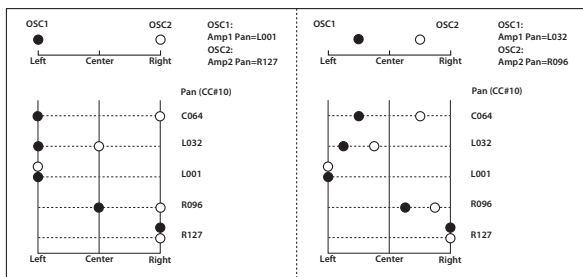 OSC1 OSC2 OSC1:
Amp1 Pan=L001
OSC2:
Amp2 Pan=R127
Left Center Right
Pan (CC#10)
C064
L032
L001
R096
R127
Left Center Right
OSC1 OSC2 OSC1:
Amp1 Pan=L032
OSC2:
Amp2 Pan=R096
Left Center Right
Pan (CC#10)
C064
L032
L001
R096
R127
Left Center Right